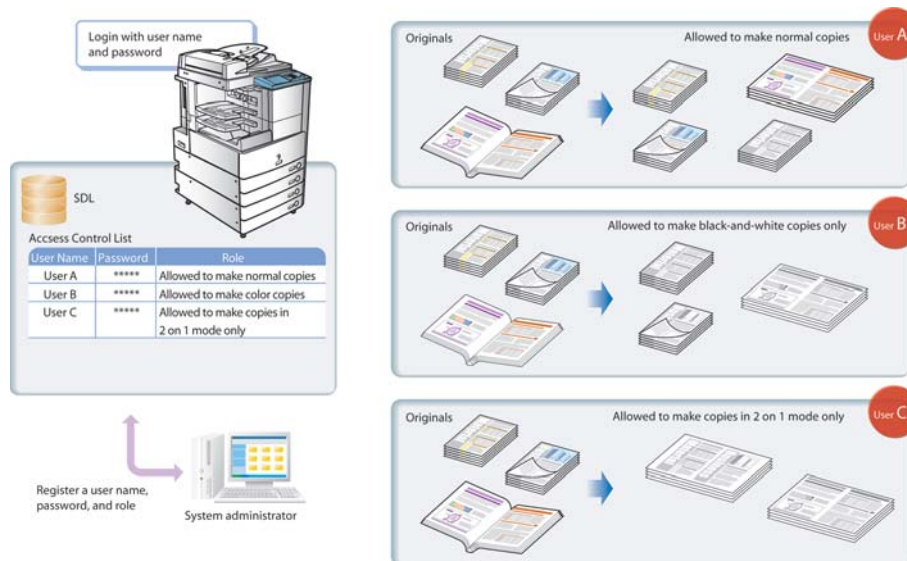 Login with user name
and password
SDL
Accsess Control List
User Name Password Role
User A ***** Allowed to make normal copies
User B ***** Allowed to make color copies
User C ***** Allowed to make copies in
2 on 1 mode only
Register a user name,
password, and role
System administrator
Originals
Allowed to make normal copies
User A
Originals
Allowed to make black-and-white copies only
User B
Originals
Allowed to make copies in 2 on 1 mode only
User C